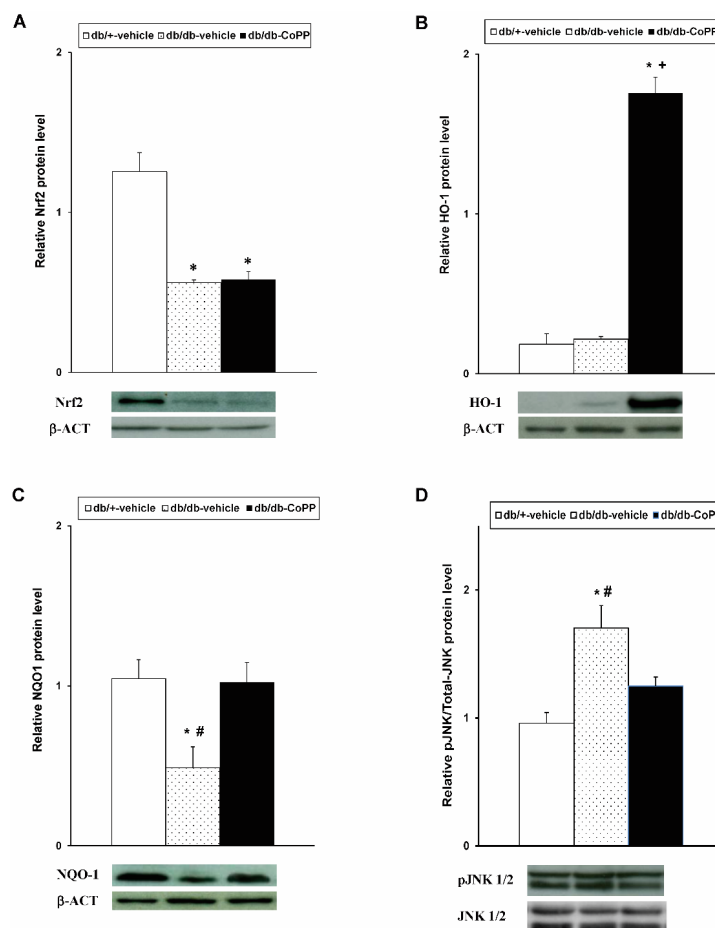 A
□ db/+-vehicle □ db/db-vehicle ■ db/db-CoPP
Relative Nrf2 protein level
2
1
0
*
*
Nrf2
β-ACT
B
□ db/+-vehicle □ db/db-vehicle ■ db/db-CoPP
Relative HO-1 protein level
2
1
0
* +
HO-1
β-ACT
C
□ db/+-vehicle □ db/db-vehicle ■ db/db-CoPP
Relative NQO1 protein level
2
1
0
* #
NQO-1
β-ACT
D
□ db/+-vehicle □ db/db-vehicle ■ db/db-CoPP
Relative pJNK/Total-JNK protein level
2
1
0
* #
pJNK 1/2
JNK 1/2